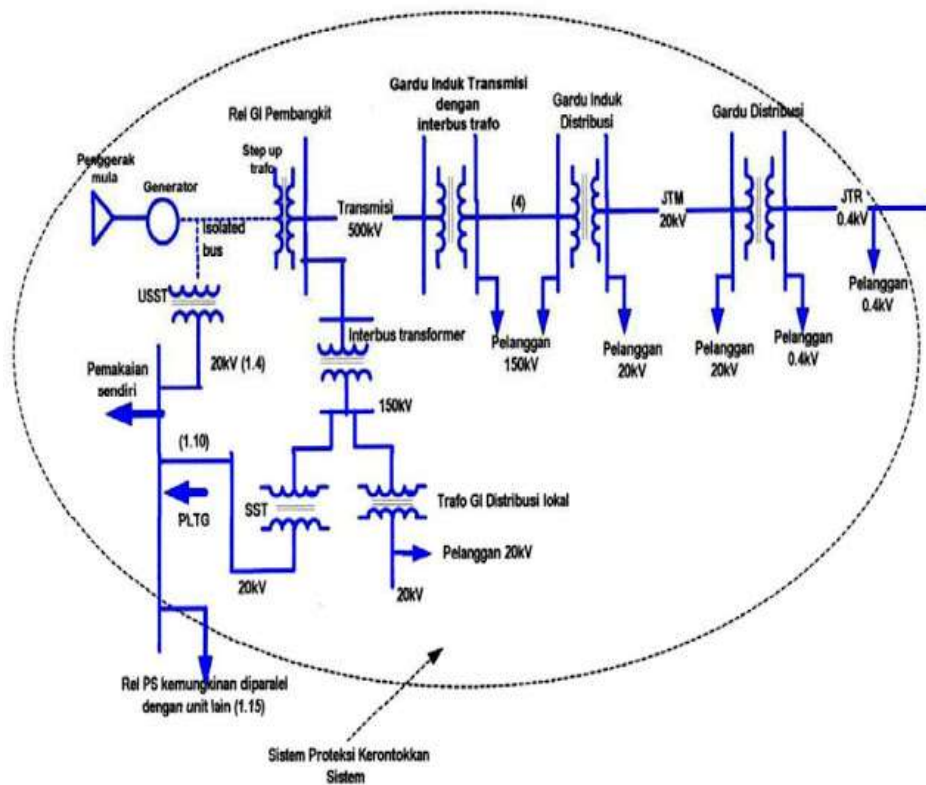 Gardu Induk Transmisi
dengan
interbus trafo
Gardu Induk
Distribusi
Gardu Distribusi
Rel GI Pembangkit
Step up
trafo
Penggerak
mula
Generator
Isolated
bus
Transmisi
500kV
(4)
JTM
20kV
JTR
0.4kV
Pelanggan
0.4kV
USST
Interbus transformer
Pelanggan
150kV
Pelanggan
20kV
Pelanggan
20kV
Pelanggan
0.4kV
20kV (1.4)
Pemakaian
sendiri
150kV
(1.10)
PLTG
SST
Trafo GI Distribusi lokal
Pelanggan 20kV
20kV
20kV
Rel PS kemungkinan diparalel
dengan unit lain (1.15)
Sistem Proteksi Kerontokkan
Sistem